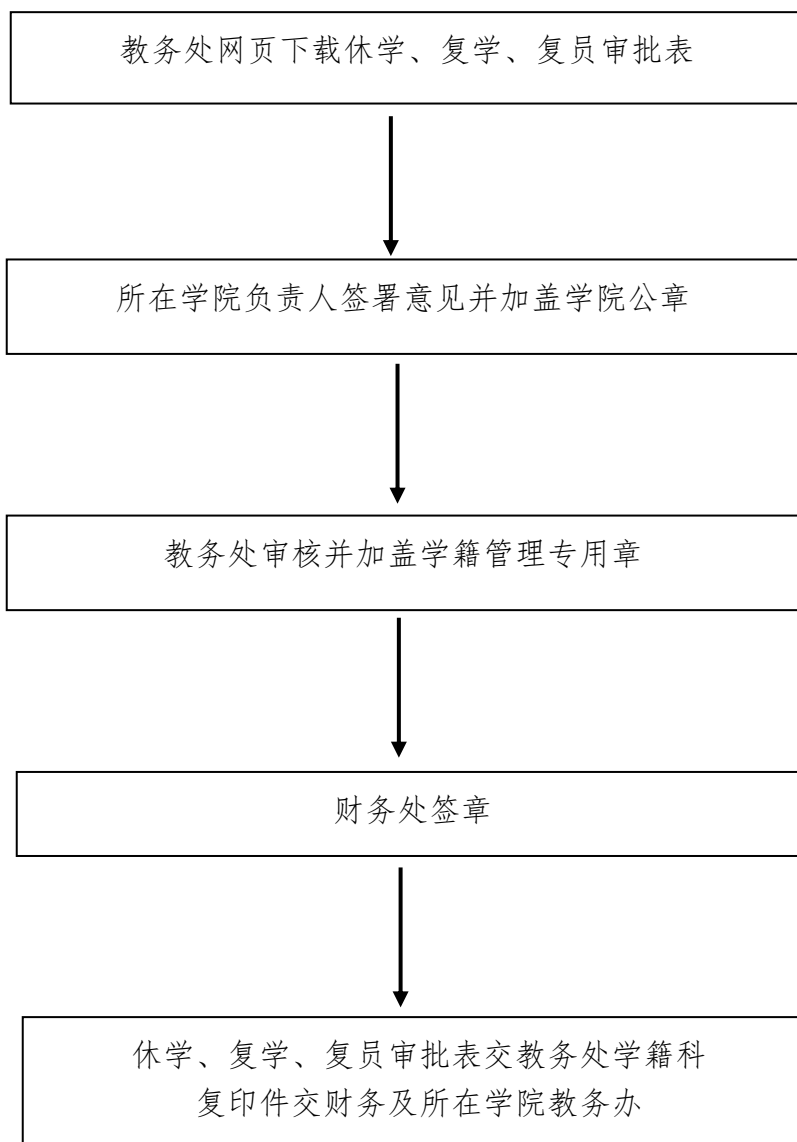 教务处网页下载休学、复学、复员审批表
所在学院负责人签署意见并加盖学院公章
教务处审核并加盖学籍管理专用章
财务处签章
休学、复学、复员审批表交教务处学籍科
复印件交财务及所在学院教务办